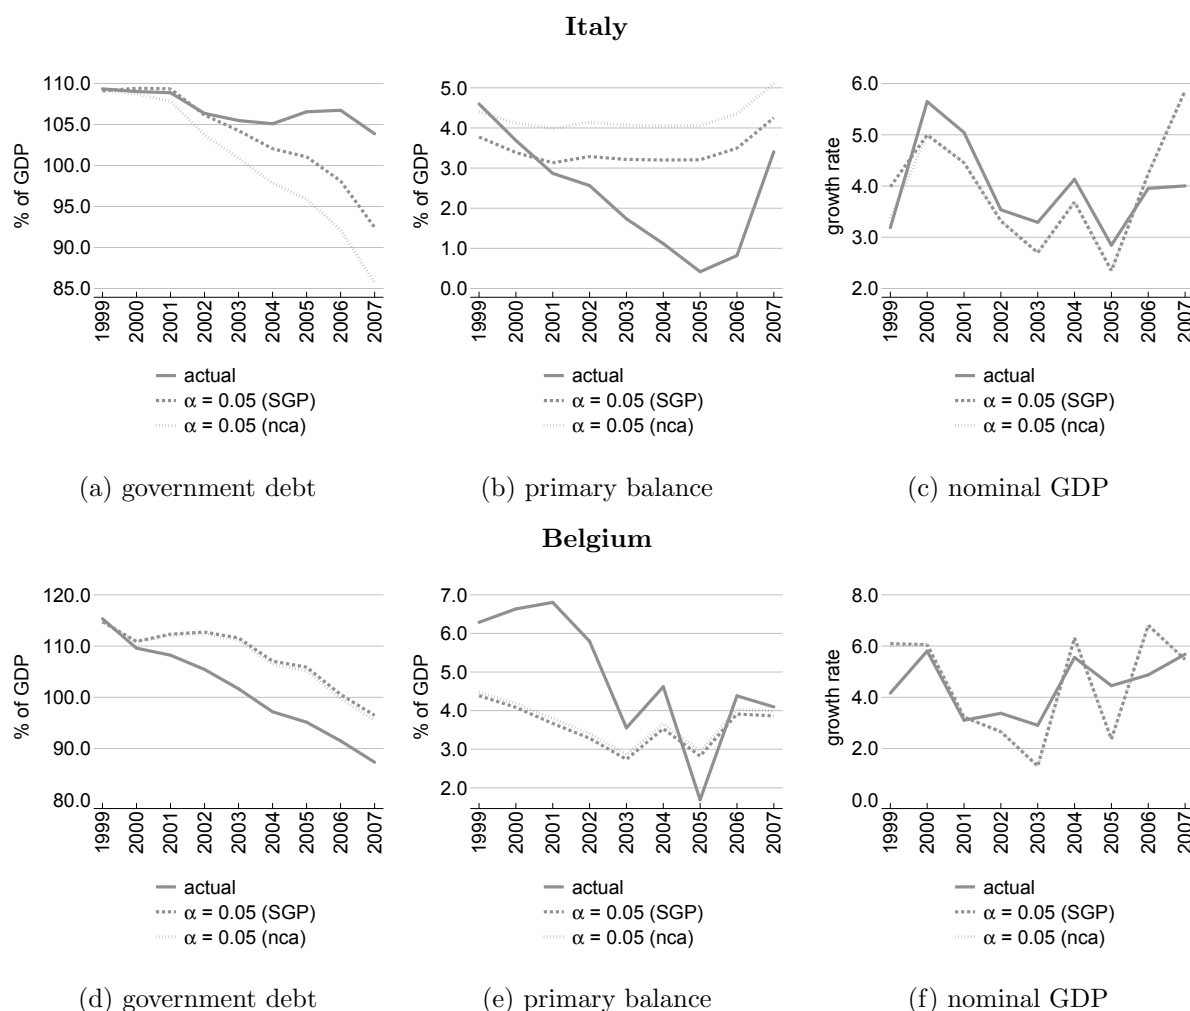 Italy
110.0
105.0
100.0
95.0
90.0
85.0
% of GDP
1999 2000 2001 2002 2003 2004 2005 2006 2007
actual
α = 0.05 (SGP)
α = 0.05 (nca)
(a) government debt
5.0
4.0
3.0
2.0
1.0
0.0
% of GDP
1999 2000 2001 2002 2003 2004 2005 2006 2007
actual
α = 0.05 (SGP)
α = 0.05 (nca)
(b) primary balance
6.0
5.0
4.0
3.0
2.0
growth rate
1999 2000 2001 2002 2003 2004 2005 2006 2007
actual
α = 0.05 (SGP)
α = 0.05 (nca)
(c) nominal GDP
Belgium
120.0
110.0
100.0
90.0
80.0
% of GDP
1999 2000 2001 2002 2003 2004 2005 2006 2007
actual
α = 0.05 (SGP)
α = 0.05 (nca)
(d) government debt
7.0
6.0
5.0
4.0
3.0
2.0
% of GDP
1999 2000 2001 2002 2003 2004 2005 2006 2007
actual
α = 0.05 (SGP)
α = 0.05 (nca)
(e) primary balance
8.0
6.0
4.0
2.0
0.0
growth rate
1999 2000 2001 2002 2003 2004 2005 2006 2007
actual
α = 0.05 (SGP)
α = 0.05 (nca)
(f) nominal GDP